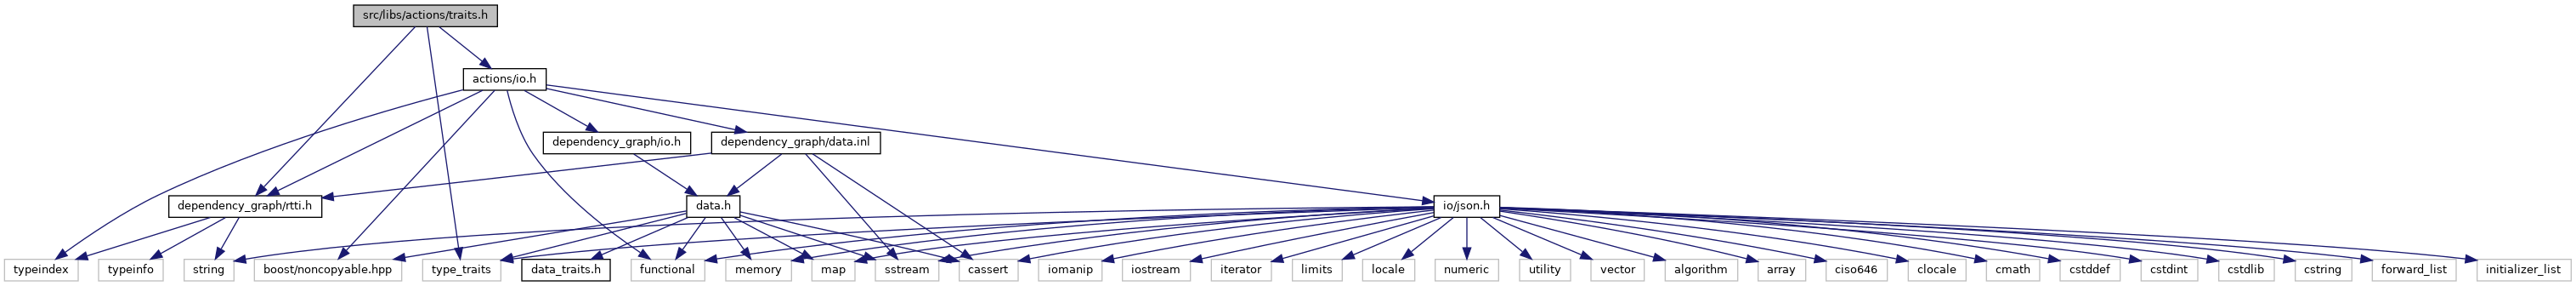 src/libs/actions/traits.h
actions/io.h
dependency_graph/io.h
dependency_graph/data.inl
dependency_graph/rtti.h
data.h
io/json.h
typeindex
typeinfo
string
boost/noncopyable.hpp
type_traits
data_traits.h
functional
memory
map
sstream
cassert
iomanip
iostream
iterator
limits
locale
numeric
utility
vector
algorithm
array
ciso646
clocale
cmath
cstddef
cstdint
cstdlib
cstring
forward_list
initializer_list